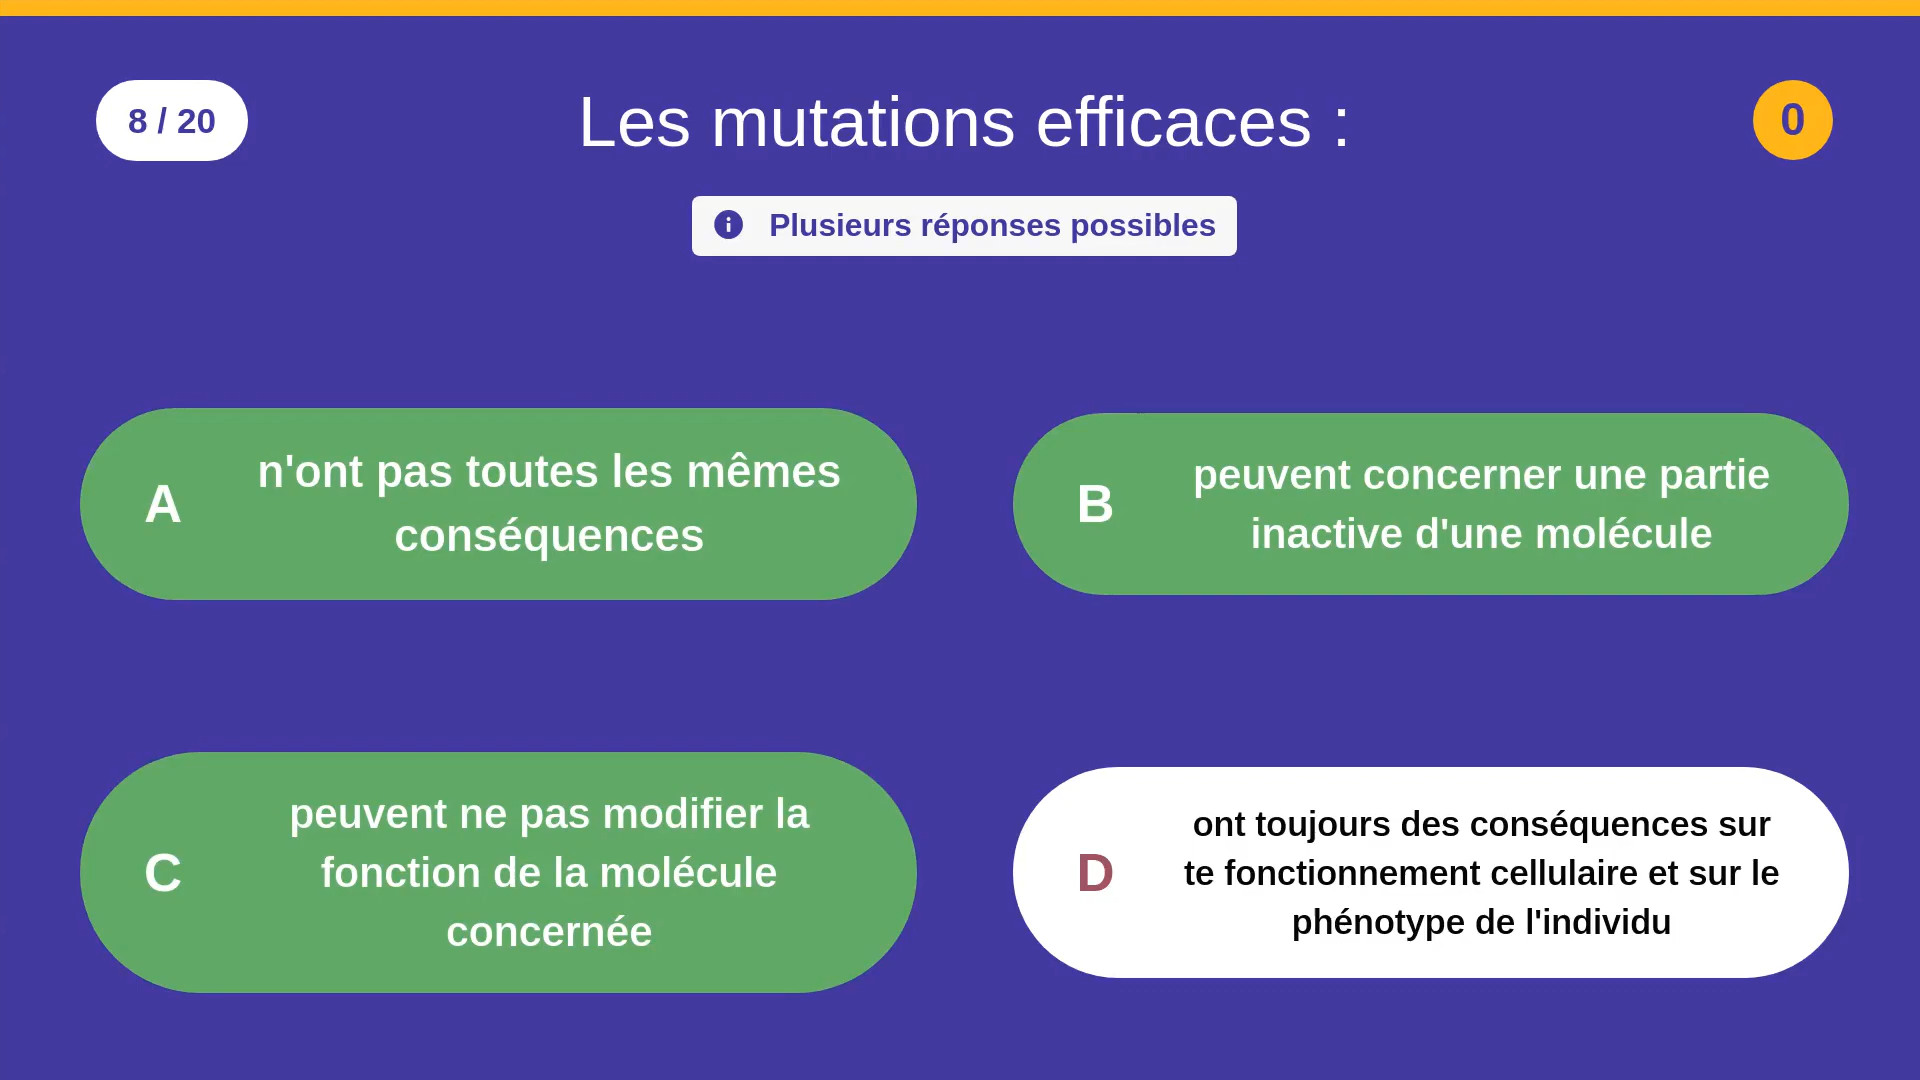 8 / 20
Les mutations efficaces :
0
Plusieurs réponses possibles
A
n'ont pas toutes les mêmes
conséquences
B
peuvent concerner une partie
inactive d'une molécule
C
peuvent ne pas modifier la
fonction de la molécule
concernée
D
ont toujours des conséquences sur
te fonctionnement cellulaire et sur le
phénotype de l'individu